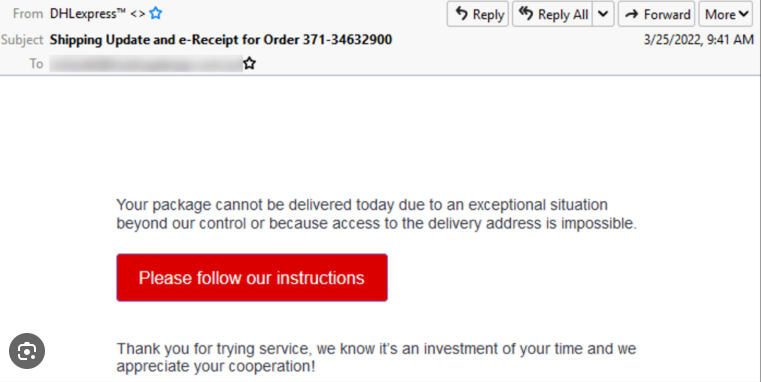 From DHLexpress™ <> Reply Reply All Forward More
Subject Shipping Update and e-Receipt for Order 371-34632900 3/25/2022, 9:41 AM
To
Your package cannot be delivered today due to an exceptional situation
beyond our control or because access to the delivery address is impossible.
Please follow our instructions
Thank you for trying service, we know it's an investment of your time and we
appreciate your cooperation!